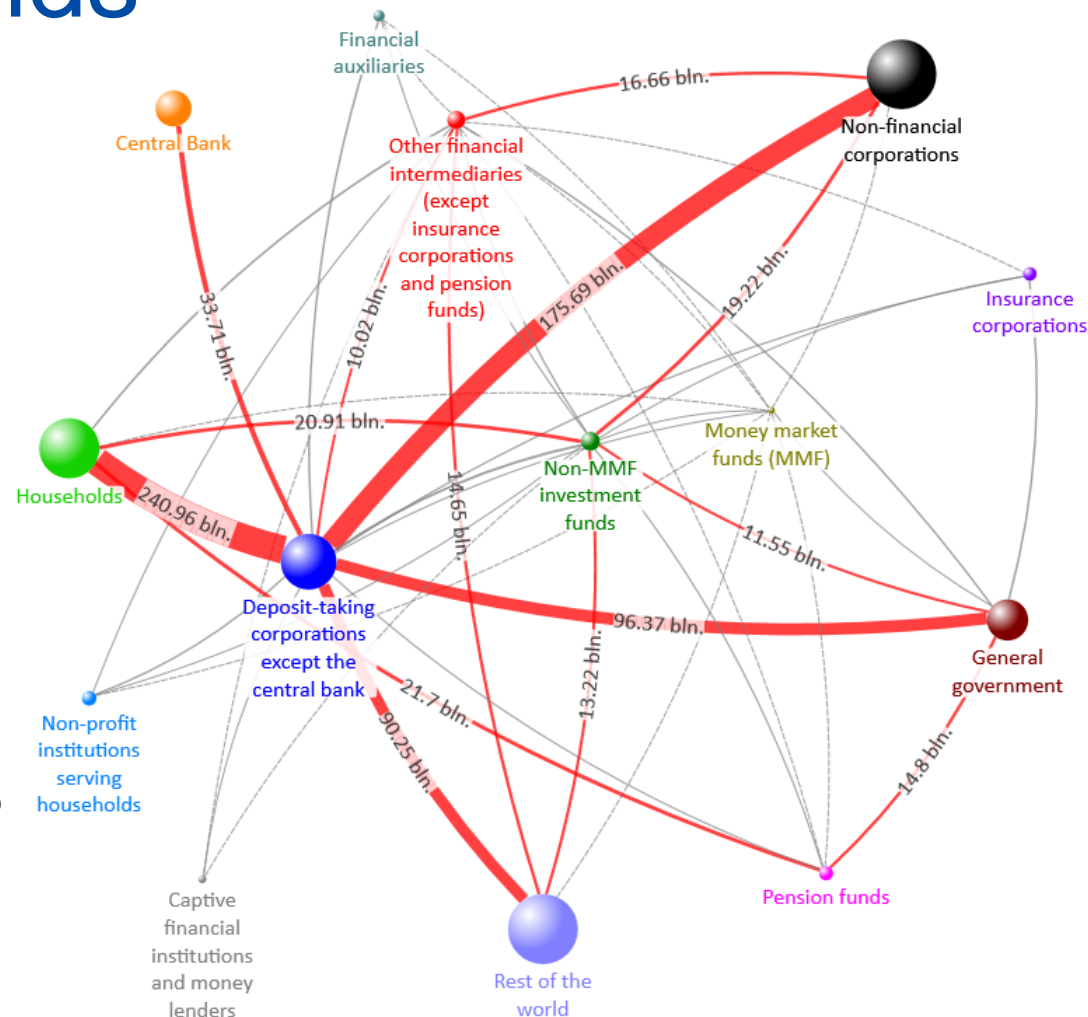 Financial
auxiliaries
16.66 bln.
Central Bank
Other financial
intermediaries
(except
insurance
corporations
and pension
funds)
Non-financial
corporations
175.69 bln.
19.22 bln.
10.02 bln.
33.71 bln.
Insurance
corporations
20.91 bln.
Money market
funds (MMF)
Non-MMF
investment
funds
Households
240.96 bln.
14.65 bln.
11.55 bln.
Deposit-taking
corporations
except the
central bank
96.37 bln.
13.22 bln.
General
government
21.7 bln.
90.25 bln.
14.8 bln.
Non-profit
institutions
serving
households
Pension funds
Captive
financial
institutions
and money
lenders
Rest of the
world